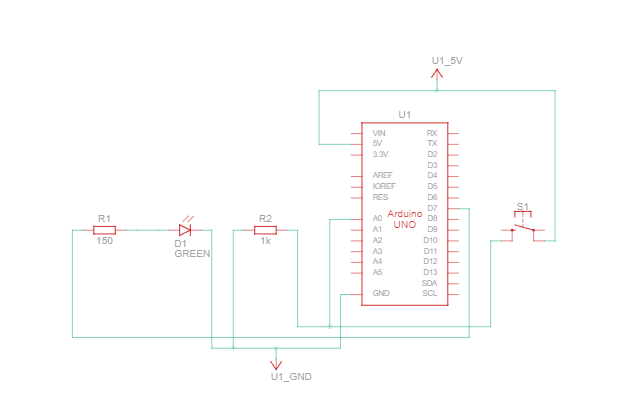 U1_5V
U1
VIN
5V
3.3V
AREF
IOREF
RES
A0
A1
A2
A3
A4
A5
GND
Arduino
UNO
RX
TX
D2
D3
D4
D5
D6
D7
D8
D9
D10
D11
D12
D13
SDA
SCL
S1
R1
150
D1
GREEN
R2
1k
U1_GND